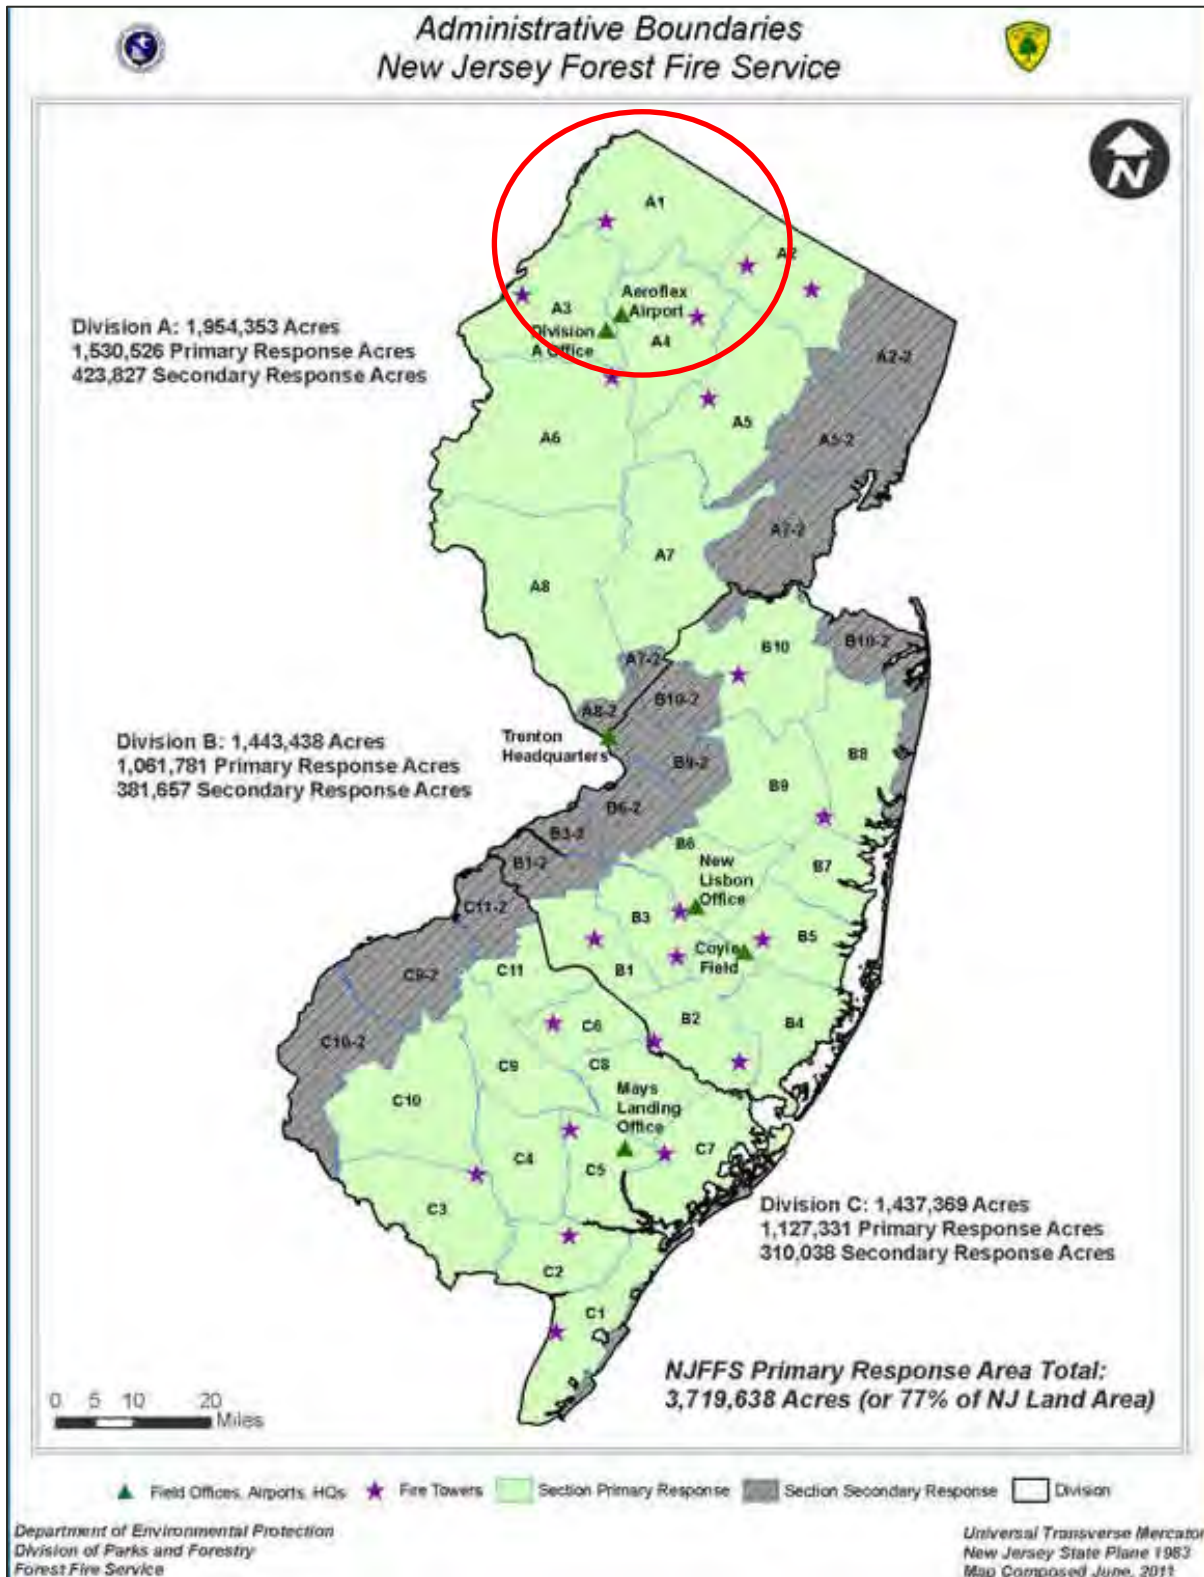 Administrative Boundaries
New Jersey Forest Fire Service
N
A1
A2
Aeroflex
Airport
A3
Division
A Office
A4
Division A: 1,954,353 Acres
1,530,526 Primary Response Acres
423,827 Secondary Response Acres
A2-2
A5
A5-2
A6
A7-2
A7
A8
B10
B10-2
A7-2
B10-2
A8-2
Trenton
Headquarters
Division B: 1,443,438 Acres
1,061,781 Primary Response Acres
381,657 Secondary Response Acres
B8
B9-2
B9
B6-2
B3-2
B6
B1-2
New
Lisbon
Office
B7
C11-2
B3
B5
Coyle
Field
C9-2
C11
B1
C10-2
C6
B2
B4
C9
C8
Mays
Landing
Office
C10
C7
C4
C5
C3
Division C: 1,437,369 Acres
1,127,331 Primary Response Acres
310,038 Secondary Response Acres
C2
C1
NJFFS Primary Response Area Total:
3,719,638 Acres (or 77% of NJ Land Area)
0 5 10 20
Miles
Field Offices, Airports, HQs Fire Towers Section Primary Response Section Secondary Response Division
Department of Environmental Protection
Division of Parks and Forestry
Forest Fire Service
Universal Transverse Mercator
New Jersey State Plane 1983
Map Composed June, 2011